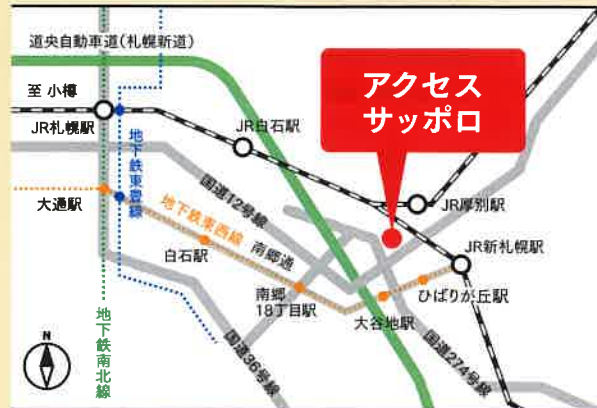 道央自動車道(札幌新道)
至 小樽
JR札幌駅
アクセス
サッポロ
JR白石駅
地下鉄東豊線
国道12号線
JR厚別駅
大通駅
地下鉄東西線
南郷通
JR新札幌駅
白石駅
ひばりが丘駅
南郷
18丁目駅
大谷地駅
地下鉄南北線
国道36号線
国道274号線
N